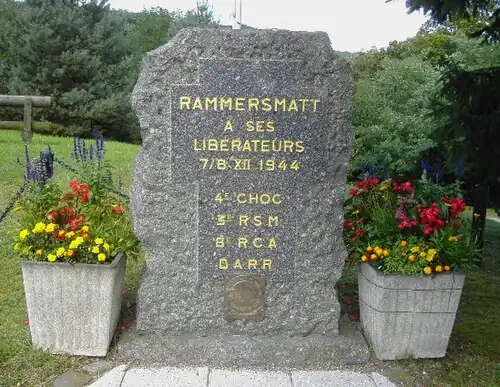 RAMMERSMATT
A SES
LIBERATEURS
7/8.XII 1944
4E CHOC
3E RSM
8E RCA
DARR